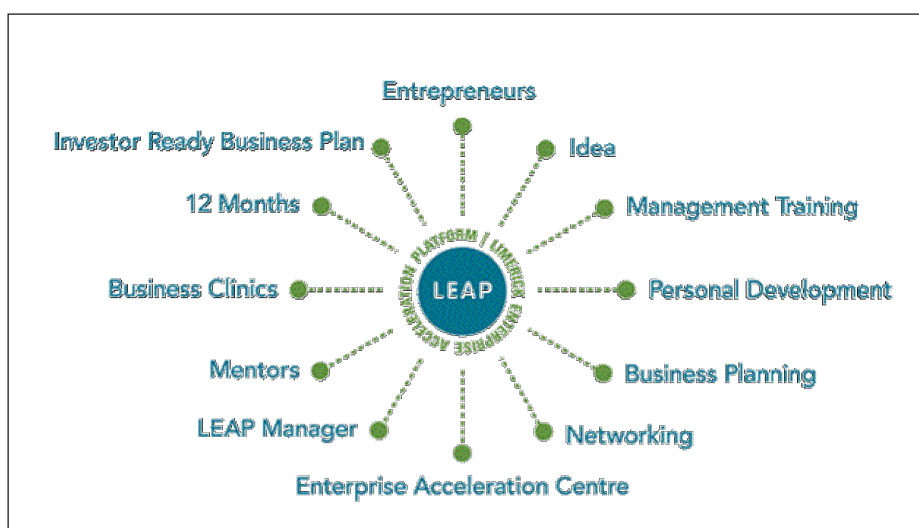 Entrepreneurs
Idea
Management Training
Personal Development
Business Planning
Networking
Enterprise Acceleration Centre
LEAP Manager
Mentors
Business Clinics
12 Months
Investor Ready Business Plan
LIMERICK ENTERPRISE ACCELERATION PLATFORM |
LEAP